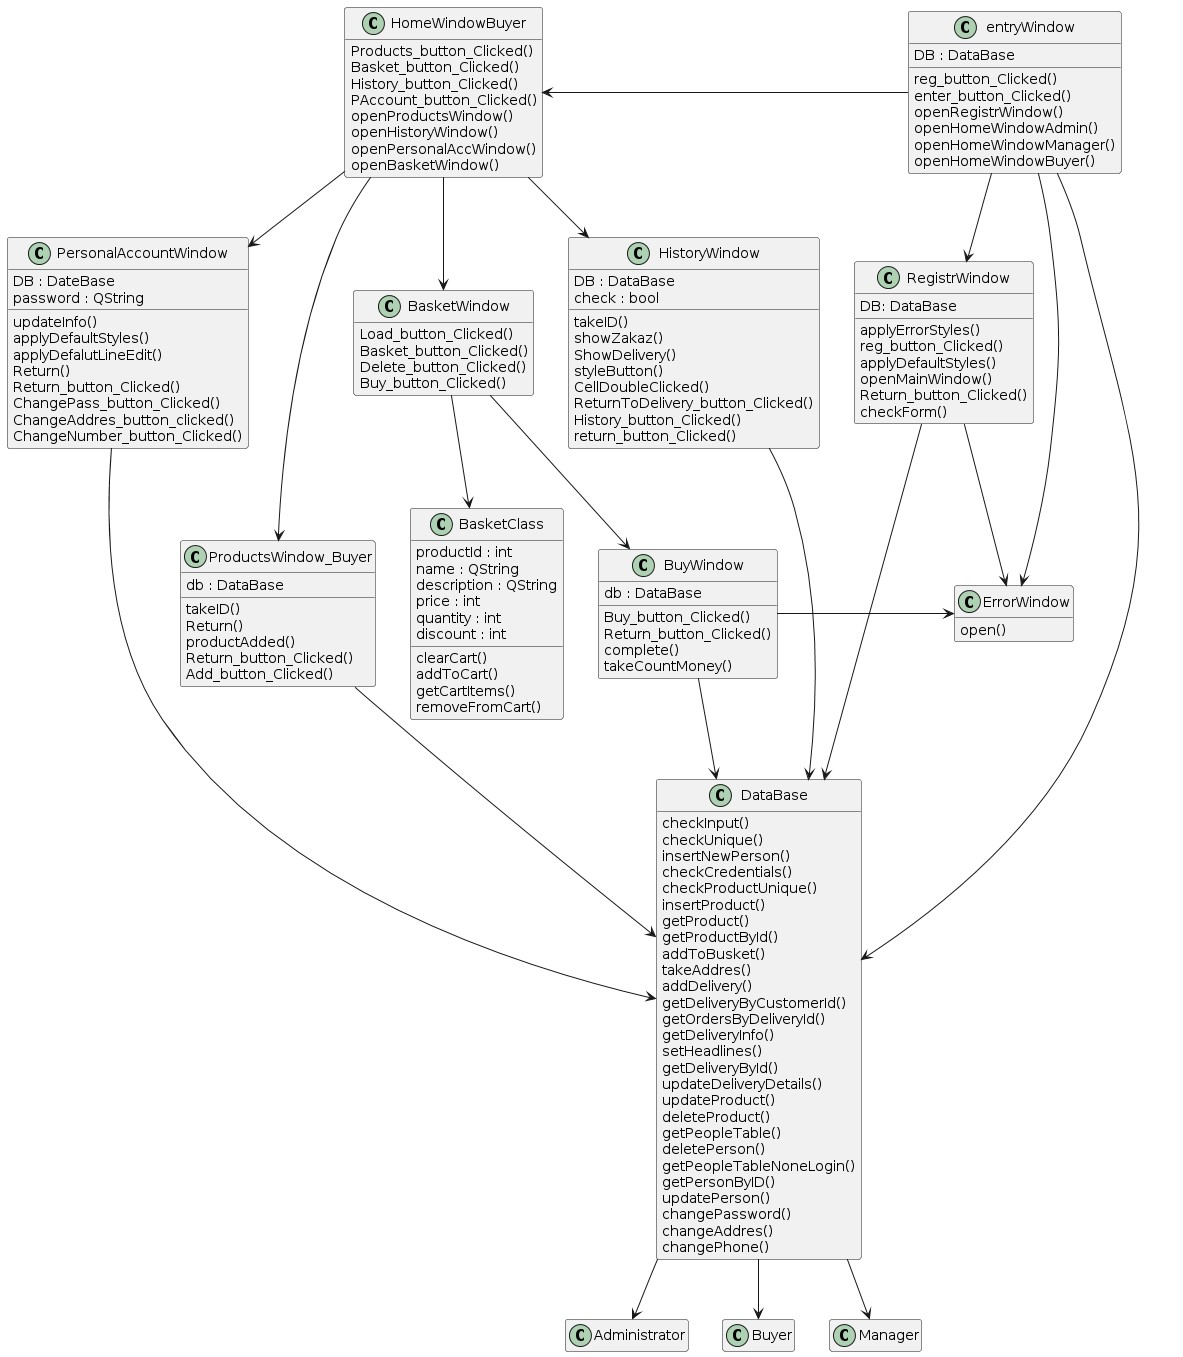 C HomeWindowBuyer
Products_button_Clicked()
Basket_button_Clicked()
History_button_Clicked()
PAccount_button_Clicked()
openProductsWindow()
openHistoryWindow()
openPersonalAccWindow()
openBasketWindow()
C entryWindow
DB : DataBase
reg_button_Clicked()
enter_button_Clicked()
openRegistrWindow()
openHomeWindowAdmin()
openHomeWindowManager()
openHomeWindowBuyer()
C PersonalAccountWindow
DB : DateBase
password : QString
updateInfo()
applyDefaultStyles()
applyDefalutLineEdit()
Return()
Return_button_Clicked()
ChangePass_button_Clicked()
ChangeAddres_button_clicked()
ChangeNumber_button_Clicked()
C BasketWindow
Load_button_Clicked()
Basket_button_Clicked()
Delete_button_Clicked()
Buy_button_Clicked()
C HistoryWindow
DB : DataBase
check : bool
takeID()
showZakaz()
ShowDelivery()
styleButton()
CellDoubleClicked()
ReturnToDelivery_button_Clicked()
History_button_Clicked()
return_button_Clicked()
C RegistrWindow
DB: DataBase
applyErrorStyles()
reg_button_Clicked()
applyDefaultStyles()
openMainWindow()
Return_button_Clicked()
checkForm()
C ProductsWindow_Buyer
db : DataBase
takeID()
Return()
productAdded()
Return_button_Clicked()
Add_button_Clicked()
C BasketClass
productId : int
name : QString
description : QString
price : int
quantity : int
discount : int
clearCart()
addToCart()
getCartItems()
removeFromCart()
C BuyWindow
db : DataBase
Buy_button_Clicked()
Return_button_Clicked()
complete()
takeCountMoney()
C ErrorWindow
open()
C DataBase
checkInput()
checkUnique()
insertNewPerson()
checkCredentials()
checkProductUnique()
insertProduct()
getProduct()
getProductById()
addToBusket()
takeAddres()
addDelivery()
getDeliveryByCustomerId()
getOrdersByDeliveryId()
getDeliveryInfo()
setHeadlines()
getDeliveryById()
updateDeliveryDetails()
updateProduct()
deleteProduct()
getPeopleTable()
deletePerson()
getPeopleTableNoneLogin()
getPersonByID()
updatePerson()
changePassword()
changeAddres()
changePhone()
C Administrator
C Buyer
C Manager